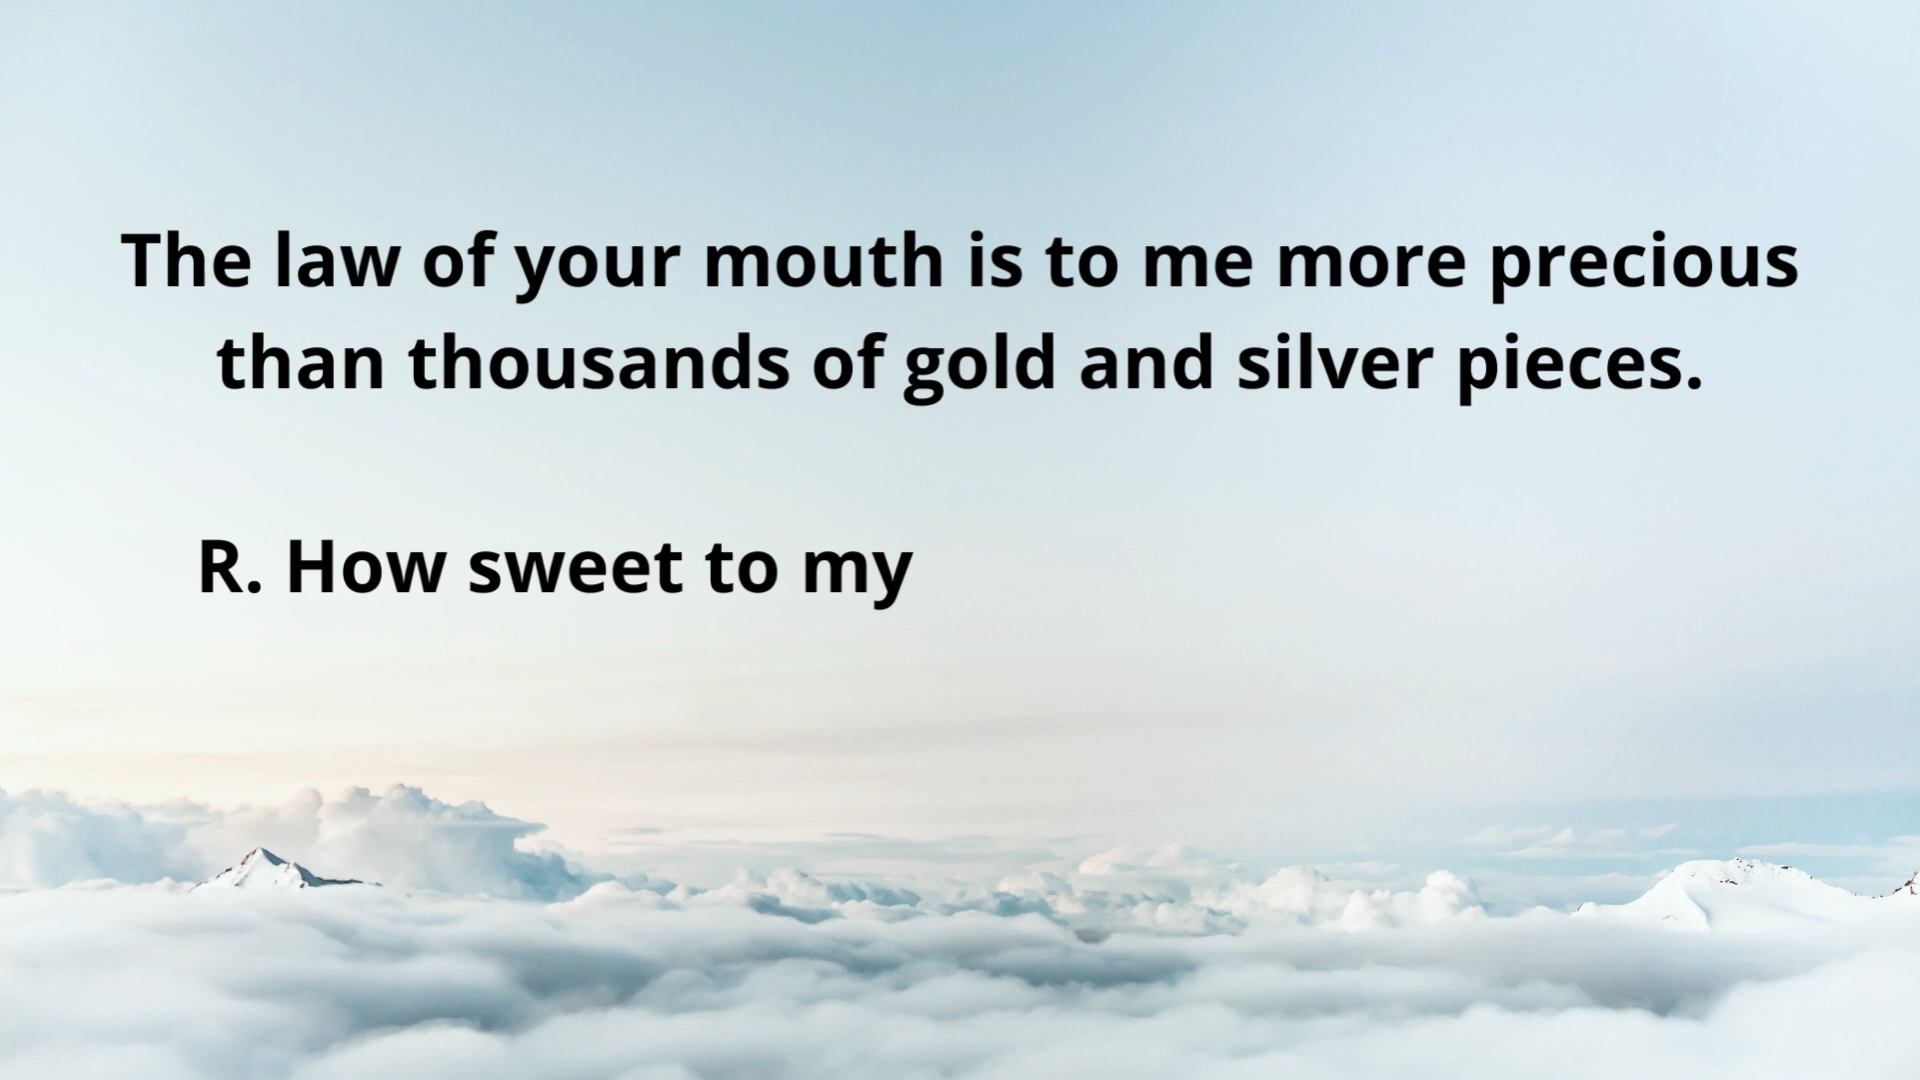 The law of your mouth is to me more precious
than thousands of gold and silver pieces.
R. How sweet to my